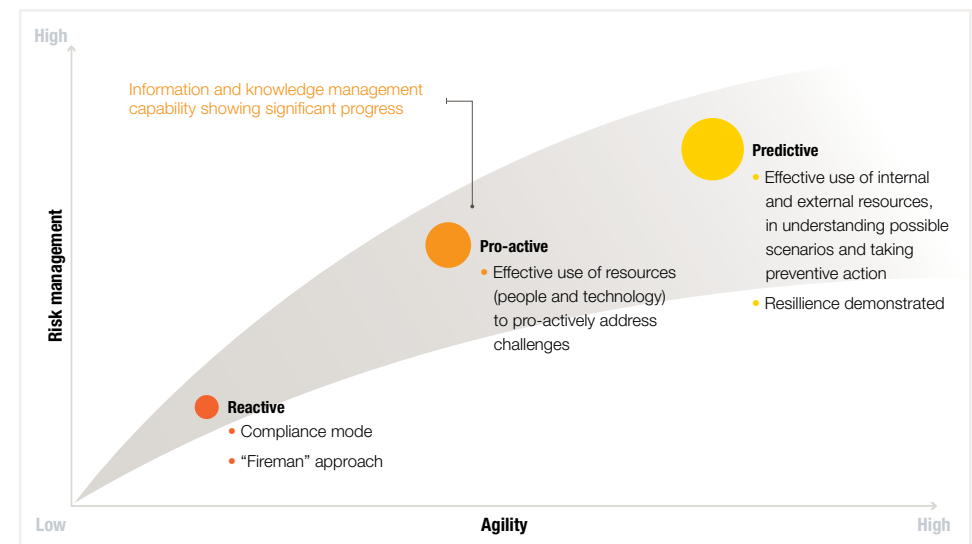 High
Information and knowledge management
capability showing significant progress
Predictive
Effective use of internal
and external resources,
in understanding possible
scenarios and taking
preventive action
Resillience demonstrated
Pro-active
Effective use of resources
(people and technology)
to pro-actively address
challenges
Risk management
Reactive
Compliance mode
“Fireman” approach
Low
Agility
High